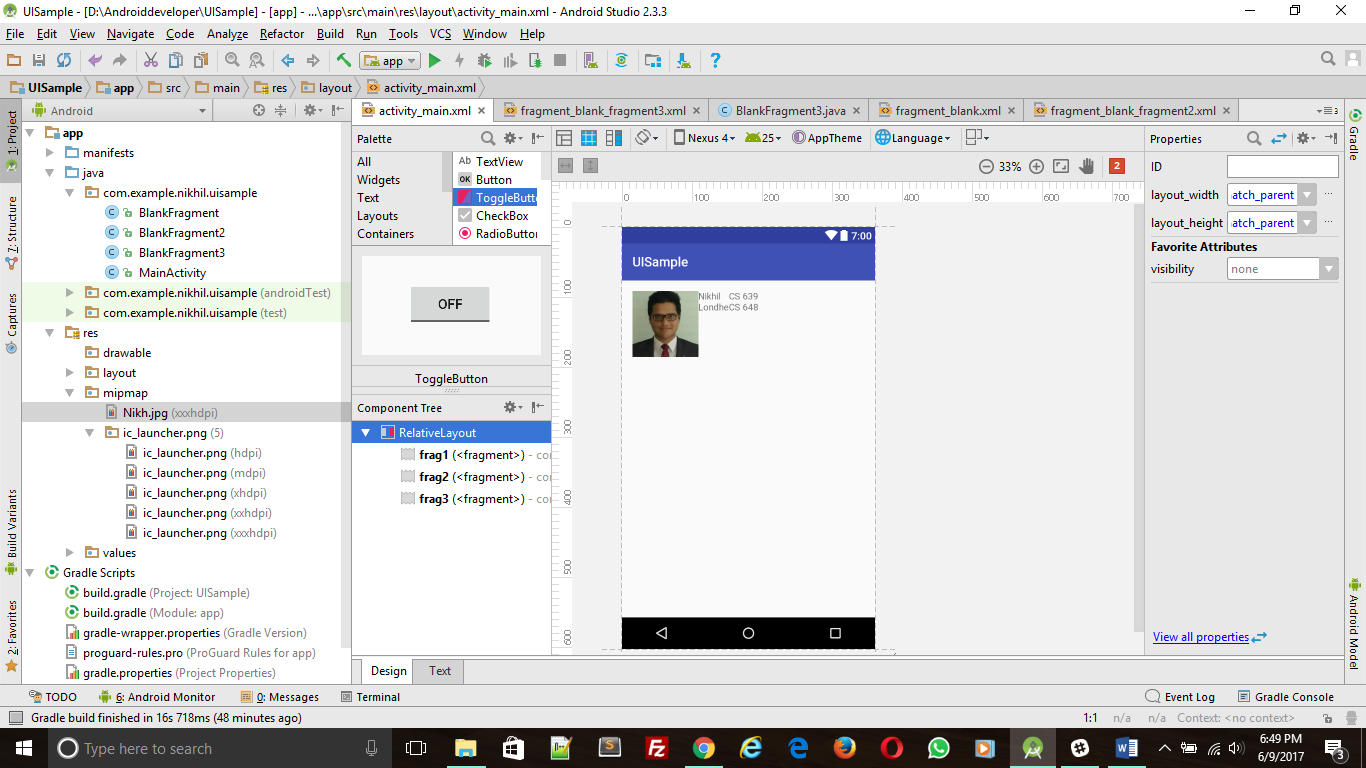 UISample - [D:\Androiddeveloper\UISample] - [app] - ...\app\src\main\res\layout\activity_main.xml - Android Studio 2.3.3
File Edit View Navigate Code Analyze Refactor Build Run Tools VCS Window Help
app
UISample app src main res layout activity_main.xml
Android
activity_main.xml fragment_blank_fragment3.xml BlankFragment3.java fragment_blank.xml fragment_blank_fragment2.xml
1: Project
7: Structure
Captures
Build Variants
2: Favorites
app
manifests
java
com.example.nikhil.uisample
BlankFragment
BlankFragment2
BlankFragment3
MainActivity
com.example.nikhil.uisample (androidTest)
com.example.nikhil.uisample (test)
res
drawable
layout
mipmap
Nikh.jpg (xxxhdpi)
ic_launcher.png (5)
ic_launcher.png (hdpi)
ic_launcher.png (mdpi)
ic_launcher.png (xhdpi)
ic_launcher.png (xxhdpi)
ic_launcher.png (xxxhdpi)
values
Gradle Scripts
build.gradle (Project: UISample)
build.gradle (Module: app)
gradle-wrapper.properties (Gradle Version)
proguard-rules.pro (ProGuard Rules for app)
gradle.properties (Project Properties)
Palette
All
Widgets
Text
Layouts
Containers
Ab TextView
OK Button
ToggleButto
CheckBox
RadioButton
OFF
ToggleButton
Component Tree
RelativeLayout
frag1 (<fragment>) - co
frag2 (<fragment>) - co
frag3 (<fragment>) - co
Nexus 4 25 AppTheme Language
33% 2
0 100 200 300 400 500 600 700
0
100
200
300
400
500
600
7:00
UISample
Nikhil CS 639
Londhe CS 648
Properties
ID
layout_width atch_parent ...
layout_height atch_parent ...
Favorite Attributes
visibility none
View all properties
Gradle
Android Model
Design Text
TODO 6: Android Monitor 0: Messages Terminal Event Log Gradle Console
Gradle build finished in 16s 718ms (48 minutes ago) 1:1 n/a n/a Context: <no context>
Type here to search
6:49 PM
6/9/2017
3